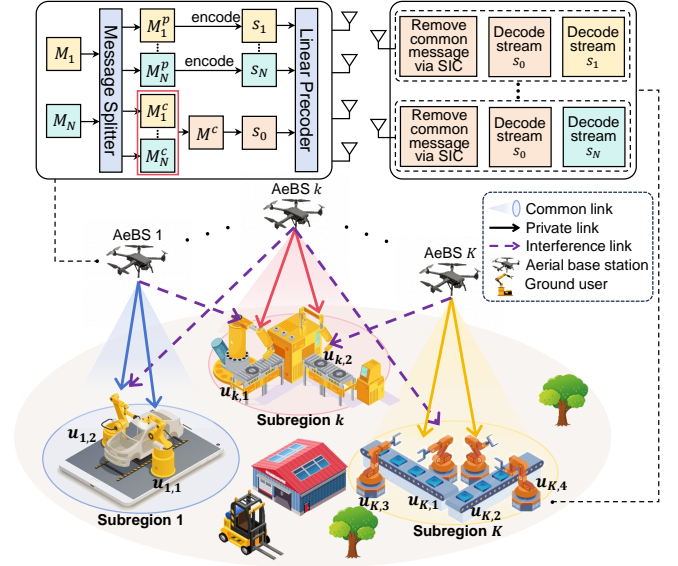 M_1
M_N
Message Splitter
M_1^p
encode
s_1
M_N^p
encode
s_N
M_1^c
M_N^c
M^c
s_0
Linear Precoder
Remove common message via SIC
Decode stream s_0
Decode stream s_1
Remove common message via SIC
Decode stream s_0
Decode stream s_N
AeBS 1
AeBS k
AeBS K
Common link
Private link
Interference link
Aerial base station
Ground user
u_{1,2}
u_{1,1}
Subregion 1
u_{k,1}
u_{k,2}
Subregion k
u_{K,3}
u_{K,1}
u_{K,2}
u_{K,4}
Subregion K